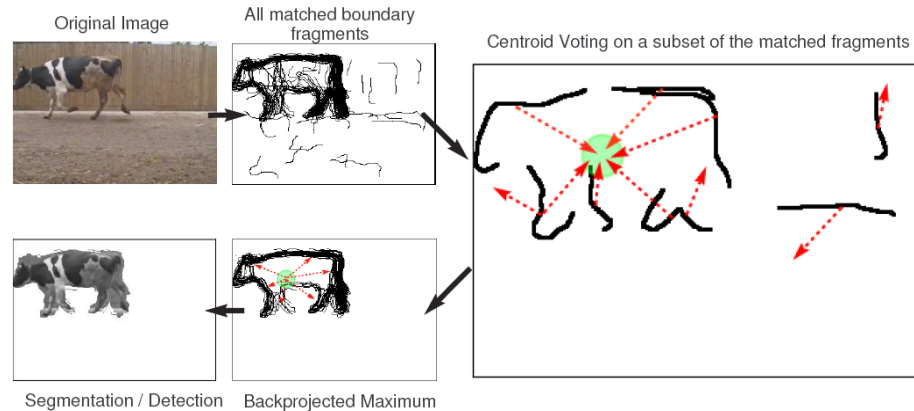 Original Image
All matched boundary
fragments
Centroid Voting on a subset of the matched fragments
Segmentation / Detection
Backprojected Maximum